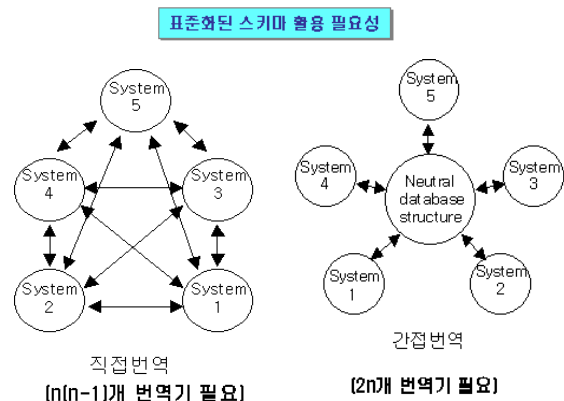 표준화된 스키마 활용 필요성
System
5
System
4
System
3
System
2
System
1
직접번역
(n(n-1)개 번역기 필요)
System
5
System
4
Neutral
database
structure
System
3
System
1
System
2
간접번역
(2n개 번역기 필요)